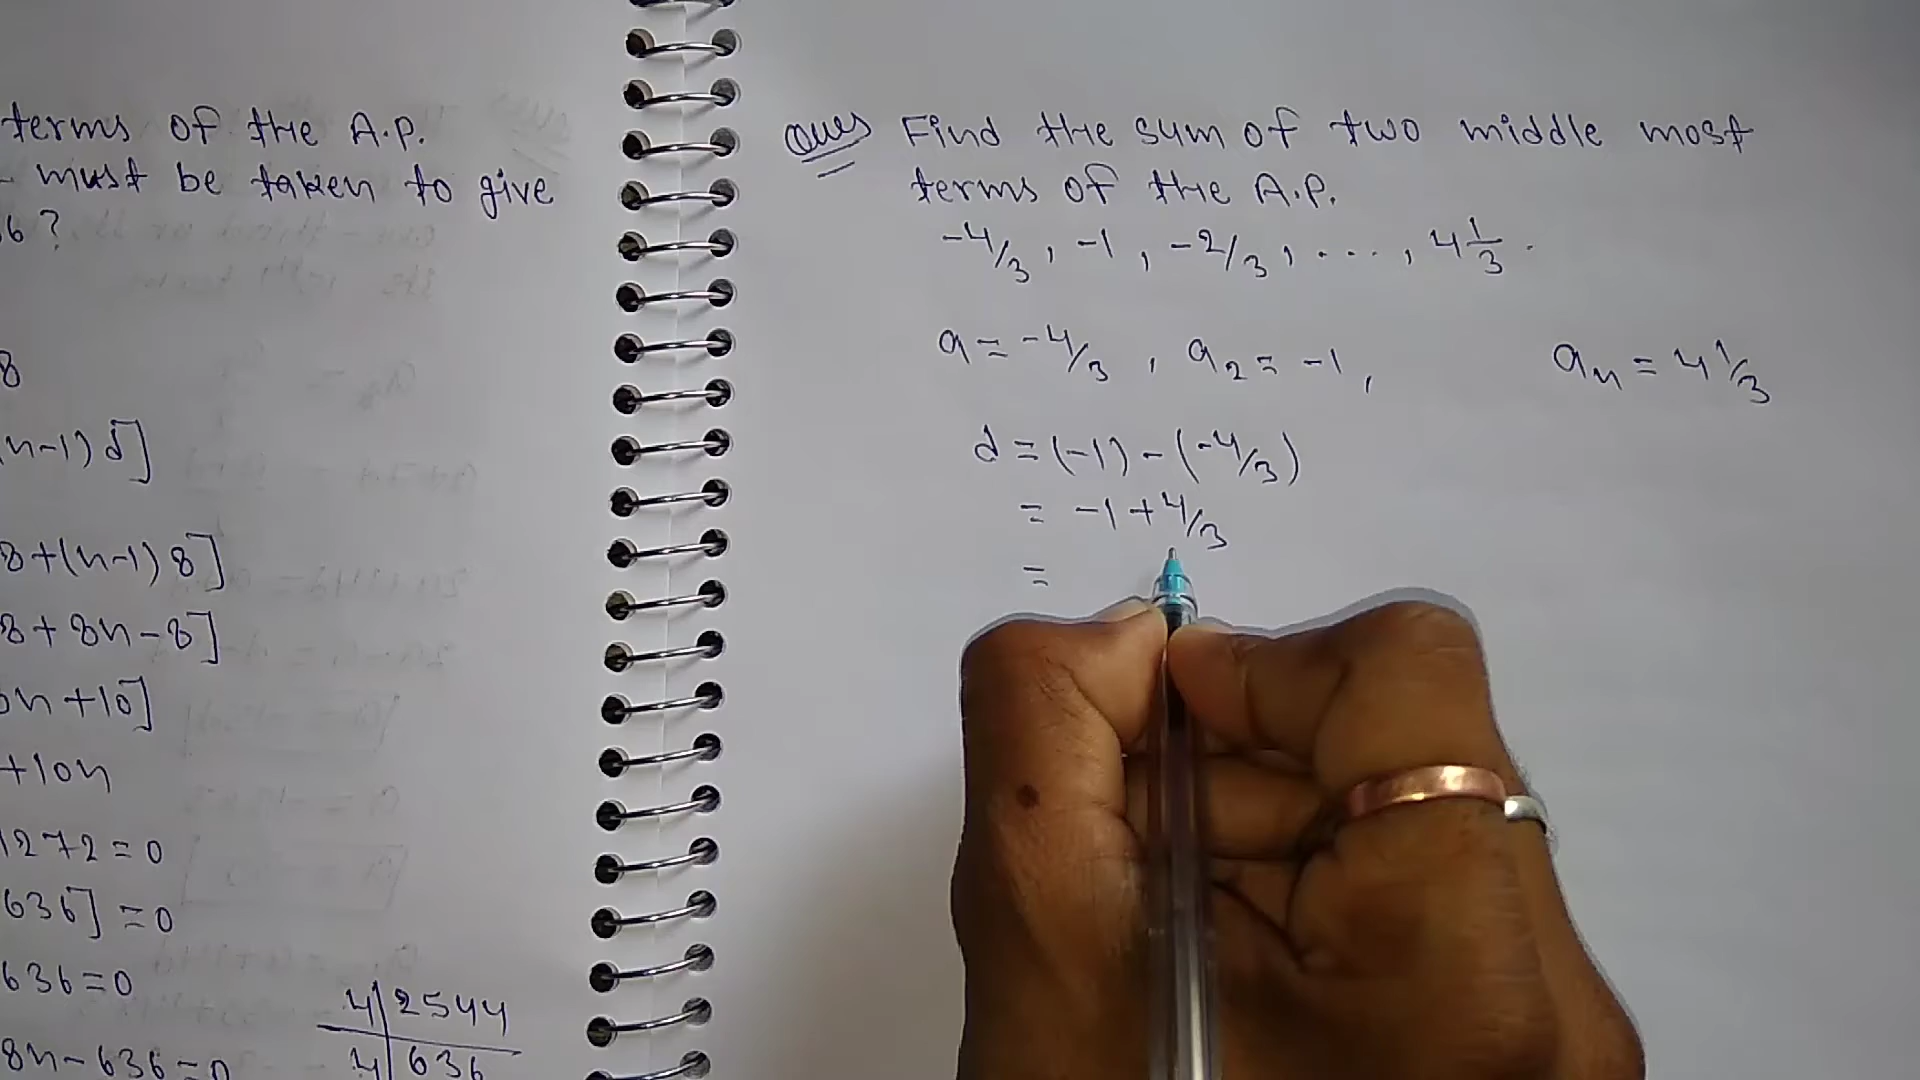 terms of the A.P.
- must be taken to give
36?
8
(n-1)d]
8+(n-1)8]
8+8n-8]
8n+10]
+10n
1272=0
636]=0
636=0
8n-636=0
4|2544
4|636
Ques Find the sum of two middle most
terms of the A.P.
-4/3, -1, -2/3, ...., 4 1/3.
a=-4/3, a2=-1, an=4 1/3
d=(-1)-(-4/3)
= -1+4/3
=